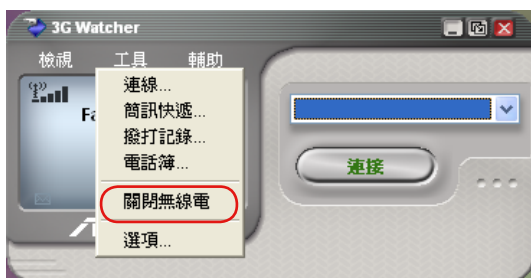 3G Watcher
檢視 工具 輔助
連線...
簡訊快遞...
撥打記錄...
電話簿...
關閉無線電
選項...
連接